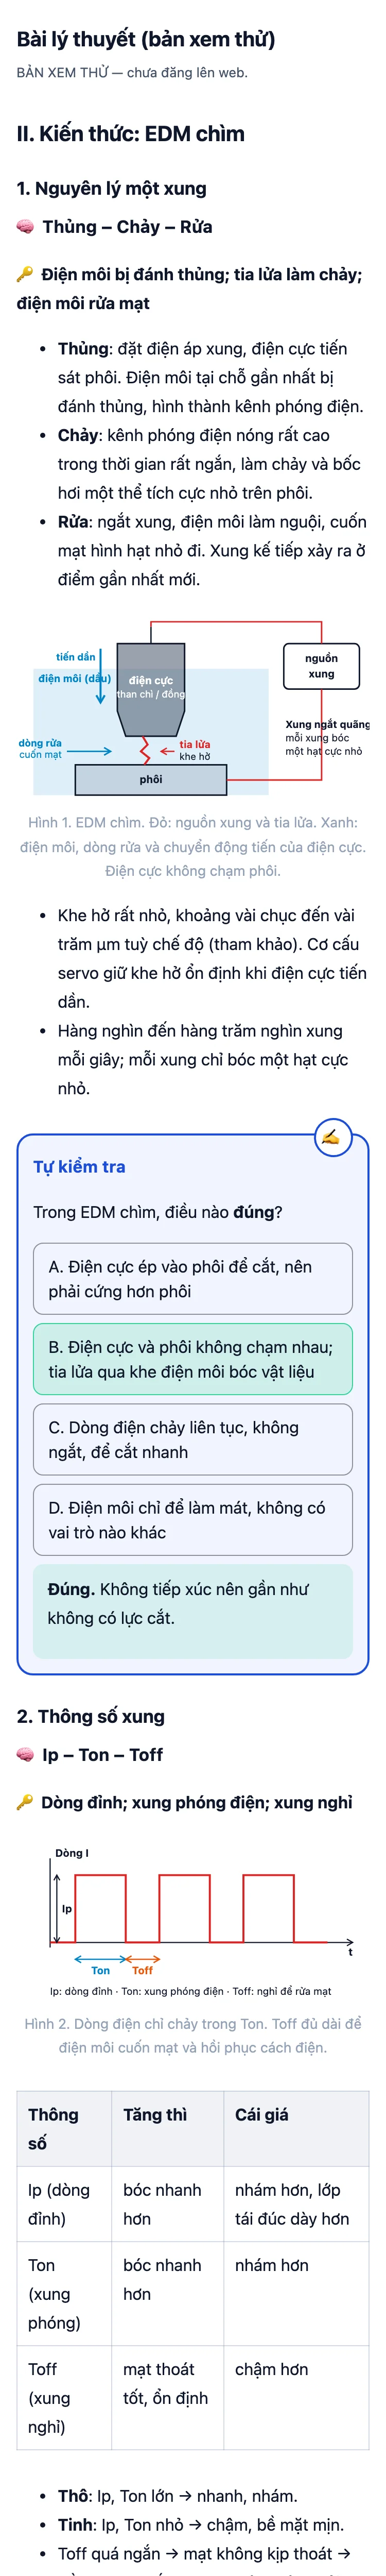 Bài lý thuyết (bản xem thử)
BẢN XEM THỬ — chưa đăng lên web.
II. Kiến thức: EDM chìm
1. Nguyên lý một xung
🧠 Thủng – Chảy – Rửa
🔑 Điện môi bị đánh thủng; tia lửa làm chảy;
điện môi rửa mạt
• Thủng: đặt điện áp xung, điện cực tiến
sát phôi. Điện môi tại chỗ gần nhất bị
đánh thủng, hình thành kênh phóng điện.
• Chảy: kênh phóng điện nóng rất cao
trong thời gian rất ngắn, làm chảy và bốc
hơi một thể tích cực nhỏ trên phôi.
• Rửa: ngắt xung, điện môi làm nguội, cuốn
mạt hình hạt nhỏ đi. Xung kế tiếp xảy ra ở
điểm gần nhất mới.
nguồn
xung
tiến dần
điện môi (dầu)
điện cực
than chì / đồng
Xung ngắt quãng
mỗi xung bóc
một hạt cực nhỏ
dòng rửa
cuốn mạt
tia lửa
khe hở
phôi
Hình 1. EDM chìm. Đỏ: nguồn xung và tia lửa. Xanh:
điện môi, dòng rửa và chuyển động tiến của điện cực.
Điện cực không chạm phôi.
• Khe hở rất nhỏ, khoảng vài chục đến vài
trăm µm tuỳ chế độ (tham khảo). Cơ cấu
servo giữ khe hở ổn định khi điện cực tiến
dần.
• Hàng nghìn đến hàng trăm nghìn xung
mỗi giây; mỗi xung chỉ bóc một hạt cực
nhỏ.
✍️
Tự kiểm tra
Trong EDM chìm, điều nào đúng?
A. Điện cực ép vào phôi để cắt, nên
phải cứng hơn phôi
B. Điện cực và phôi không chạm nhau;
tia lửa qua khe điện môi bóc vật liệu
C. Dòng điện chảy liên tục, không
ngắt, để cắt nhanh
D. Điện môi chỉ để làm mát, không có
vai trò nào khác
Đúng. Không tiếp xúc nên gần như
không có lực cắt.
2. Thông số xung
🧠 Ip – Ton – Toff
🔑 Dòng đỉnh; xung phóng điện; xung nghỉ
Dòng I
Ip
t
Ton Toff
Ip: dòng đỉnh · Ton: xung phóng điện · Toff: nghỉ để rửa mạt
Hình 2. Dòng điện chỉ chảy trong Ton. Toff đủ dài để
điện môi cuốn mạt và hồi phục cách điện.
Thông số
Tăng thì
Cái giá
Ip (dòng đỉnh)
bóc nhanh hơn
nhám hơn, lớp tái đúc dày hơn
Ton (xung phóng)
bóc nhanh hơn
nhám hơn
Toff (xung nghỉ)
mạt thoát tốt, ổn định
chậm hơn
• Thô: Ip, Ton lớn → nhanh, nhám.
• Tinh: Ip, Ton nhỏ → chậm, bề mặt mịn.
• Toff quá ngắn → mạt không kịp thoát →